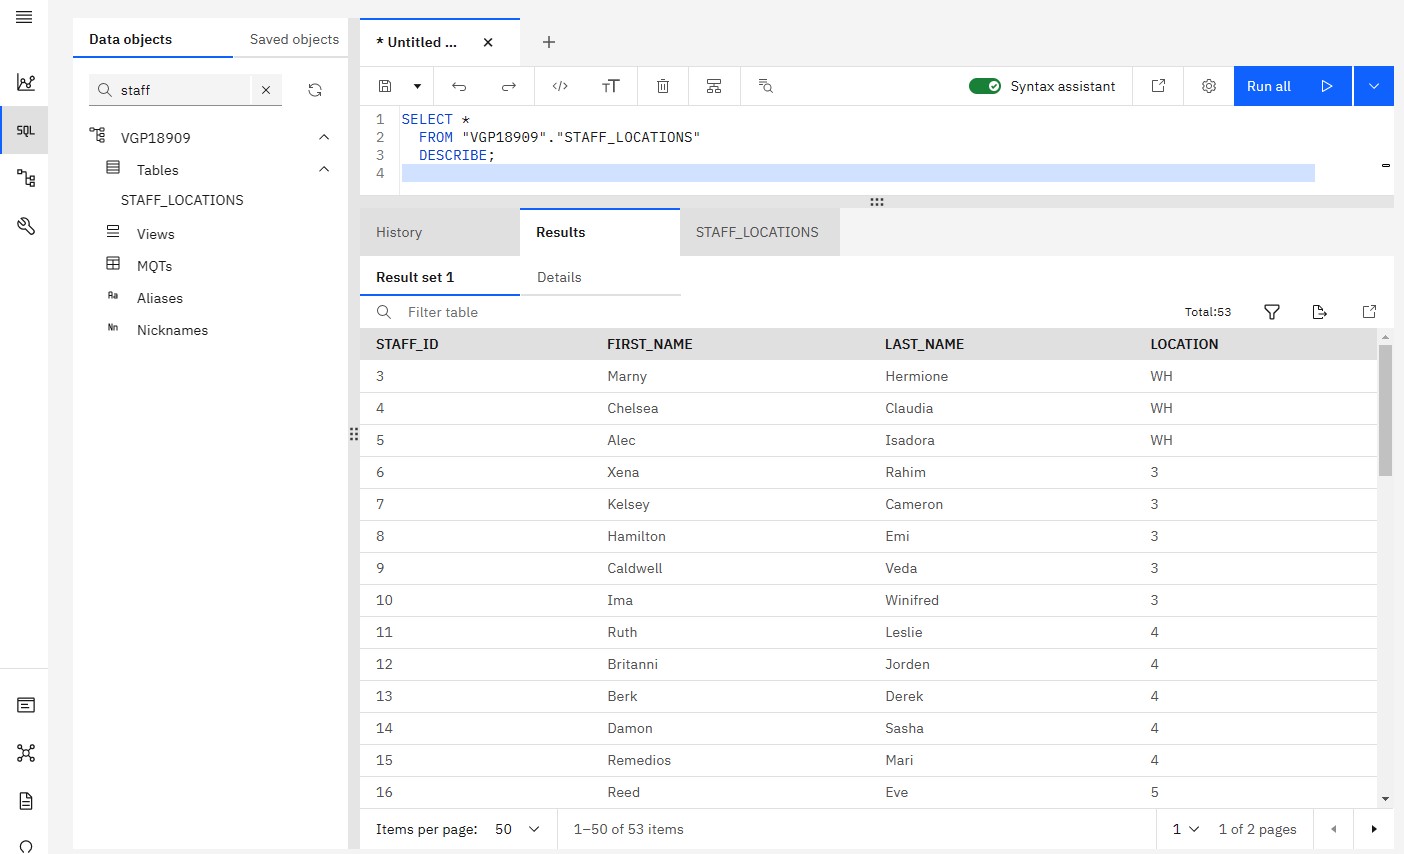 Data objects
Saved objects
* Untitled ...
staff
Syntax assistant
Run all
SQL
VGP18909
Tables
STAFF_LOCATIONS
Views
MQTs
Aa Aliases
Nn Nicknames
1 SELECT *
2 FROM "VGP18909"."STAFF_LOCATIONS"
3 DESCRIBE;
4
History
Results
STAFF_LOCATIONS
Result set 1
Details
Filter table
Total:53
STAFF_ID FIRST_NAME LAST_NAME LOCATION
3 Marny Hermione WH
4 Chelsea Claudia WH
5 Alec Isadora WH
6 Xena Rahim 3
7 Kelsey Cameron 3
8 Hamilton Emi 3
9 Caldwell Veda 3
10 Ima Winifred 3
11 Ruth Leslie 4
12 Britanni Jorden 4
13 Berk Derek 4
14 Damon Sasha 4
15 Remedios Mari 4
16 Reed Eve 5
Items per page: 50
1–50 of 53 items
1
1 of 2 pages